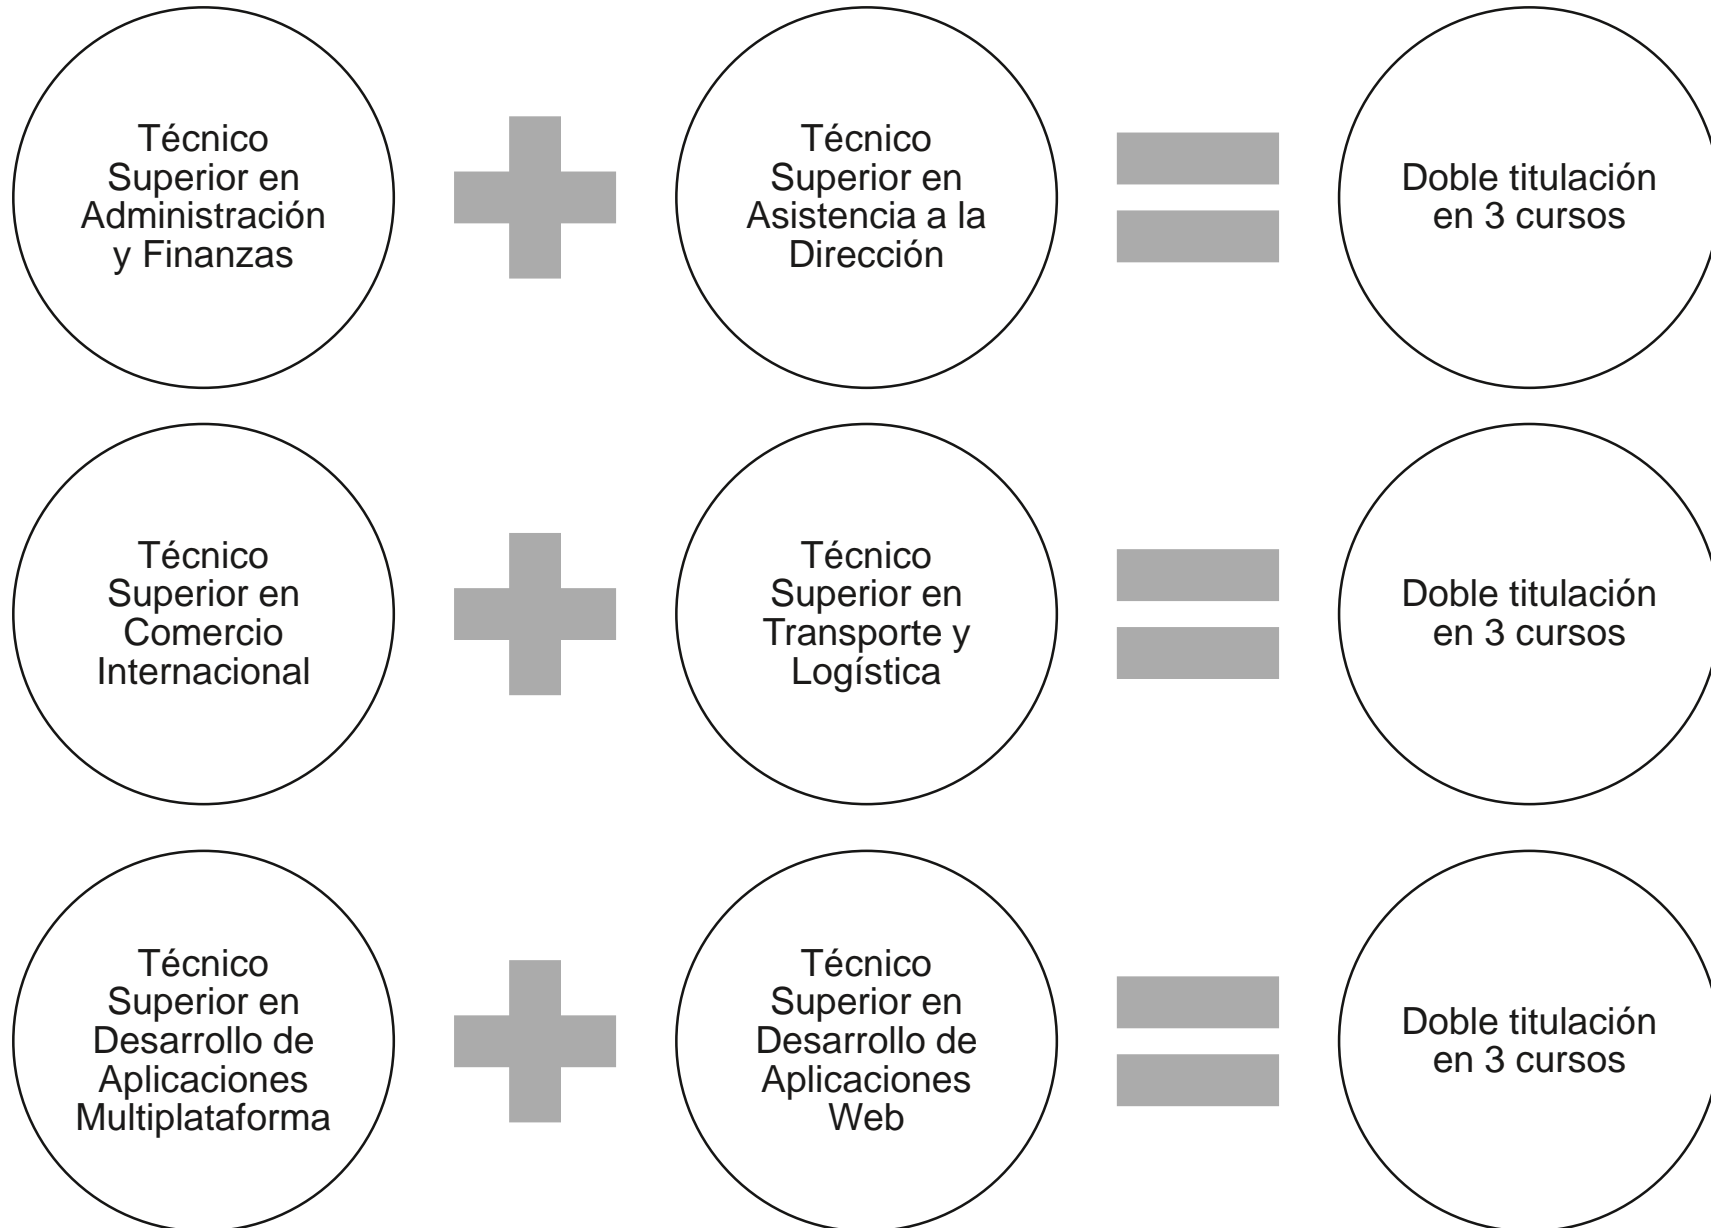 Técnico
Superior en
Administración
y Finanzas
Técnico
Superior en
Asistencia a la
Dirección
Doble titulación
en 3 cursos
Técnico
Superior en
Comercio
Internacional
Técnico
Superior en
Transporte y
Logística
Doble titulación
en 3 cursos
Técnico
Superior en
Desarrollo de
Aplicaciones
Multiplataforma
Técnico
Superior en
Desarrollo de
Aplicaciones
Web
Doble titulación
en 3 cursos